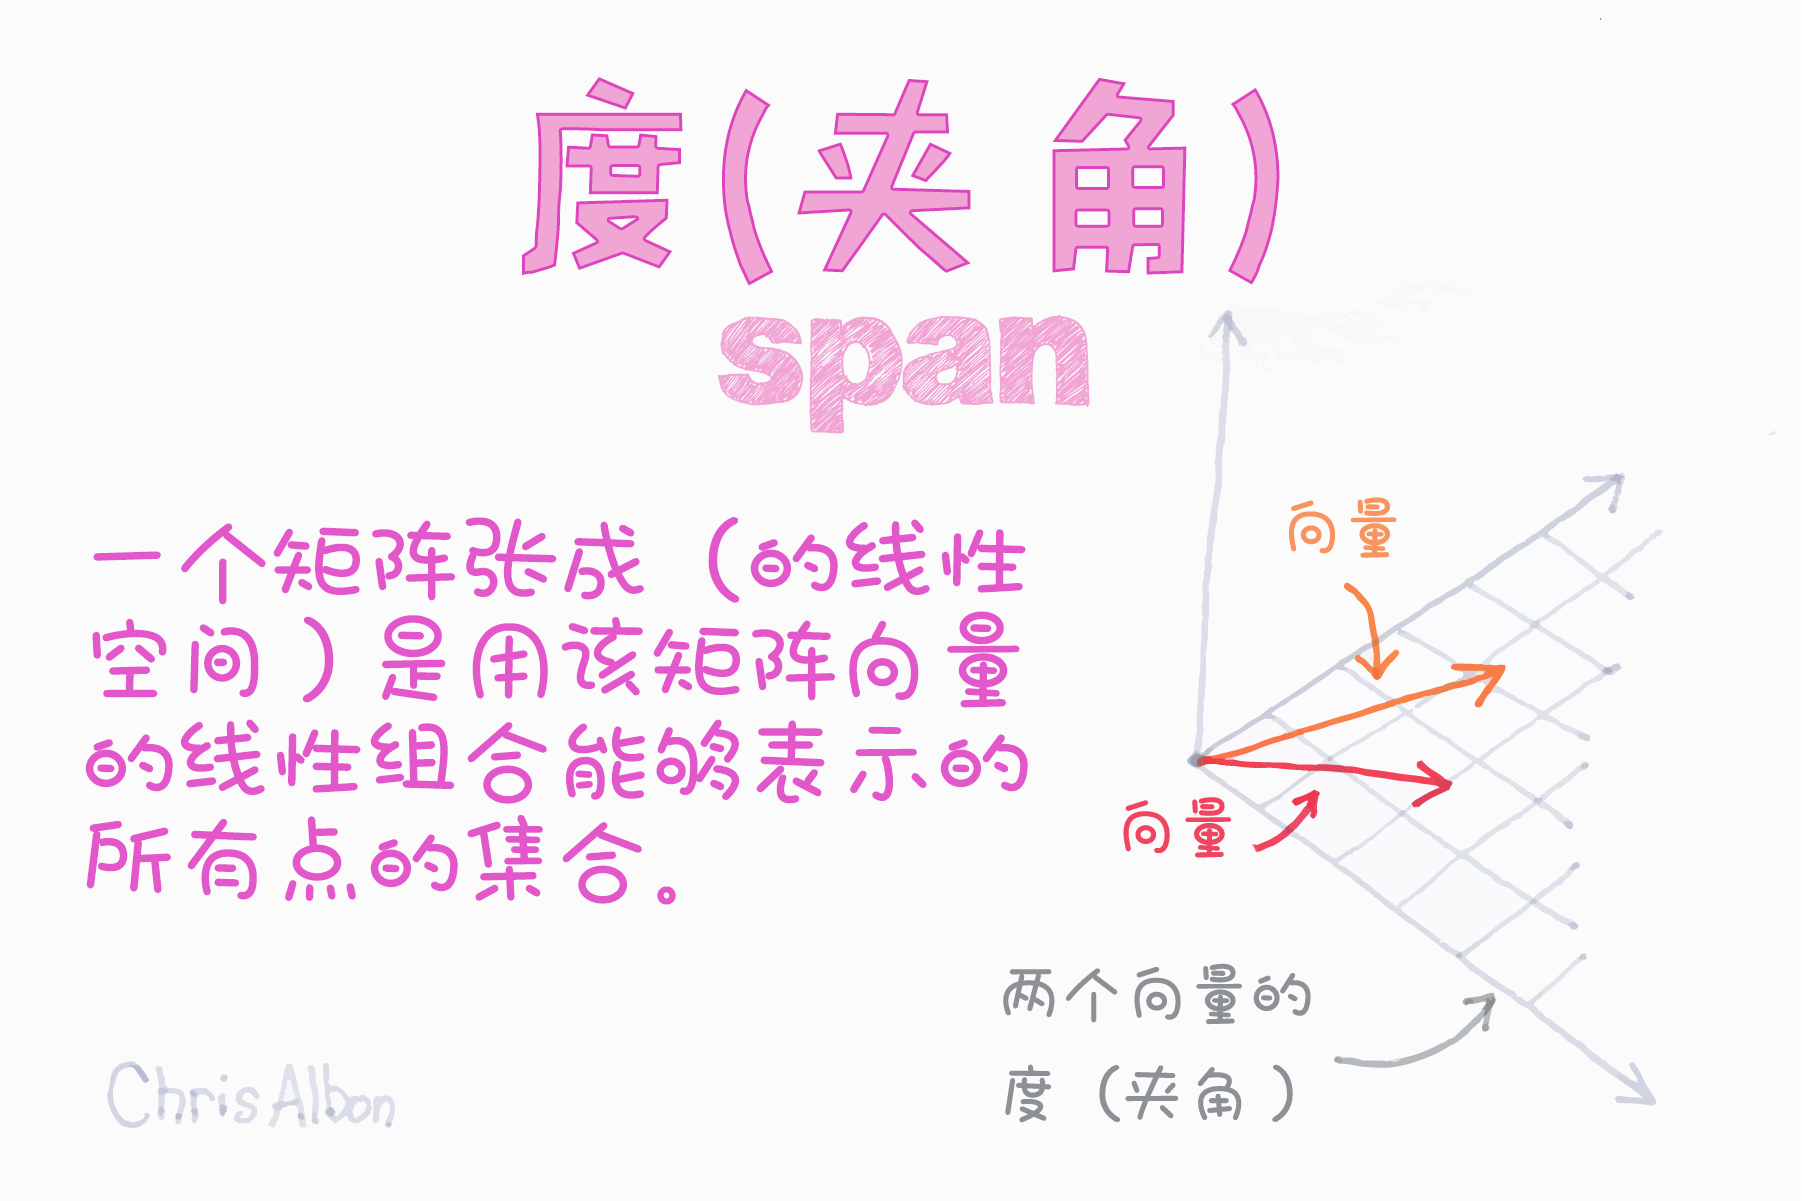 度(夹角)
span
一个矩阵张成（的线性
空间）是用该矩阵向量
的线性组合能够表示的
所有点的集合。
向量
向量
两个向量的
度（夹角）
Chris Albon